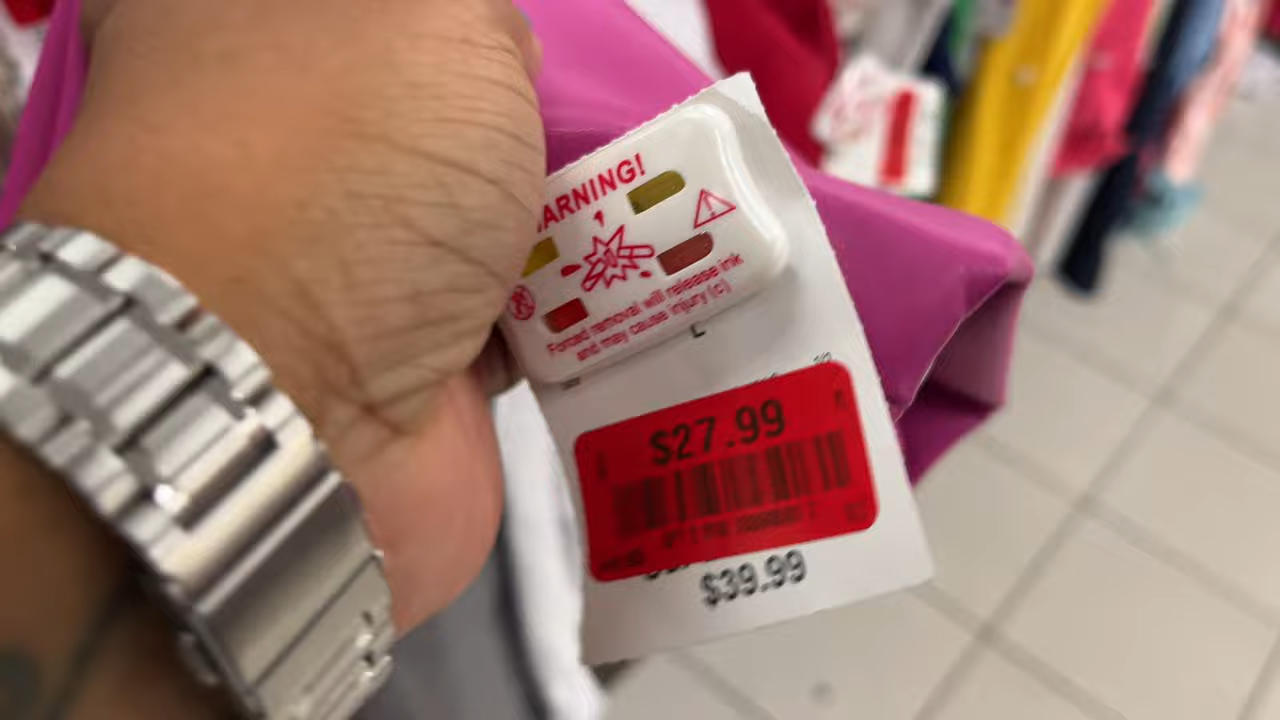 ARNING!
Forced removal will release ink
and may cause injury (c)
L
$27.99
$39.99